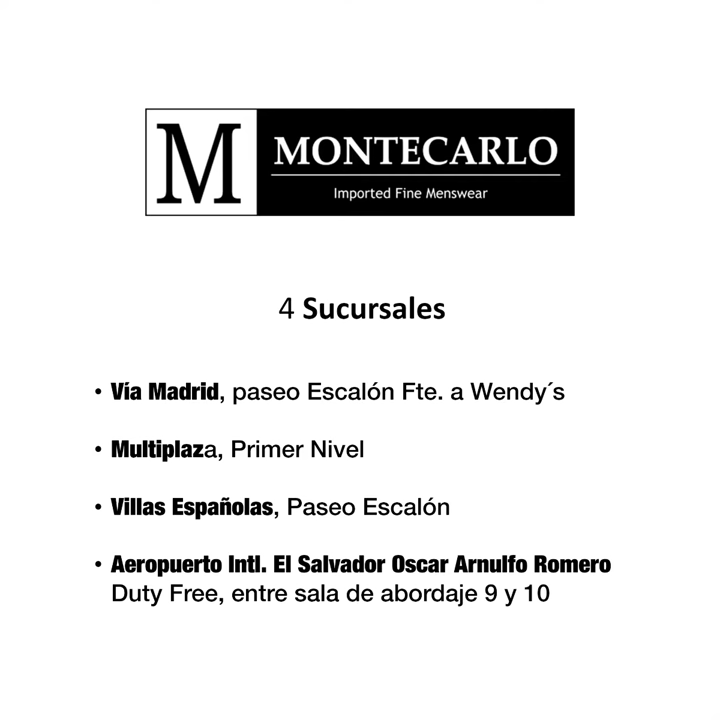 M
MONTECARLO
Imported Fine Menswear
4 Sucursales
• Vía Madrid, paseo Escalón Fte. a Wendy´s
• Multiplaza, Primer Nivel
• Villas Españolas, Paseo Escalón
• Aeropuerto Intl. El Salvador Oscar Arnulfo Romero
Duty Free, entre sala de abordaje 9 y 10